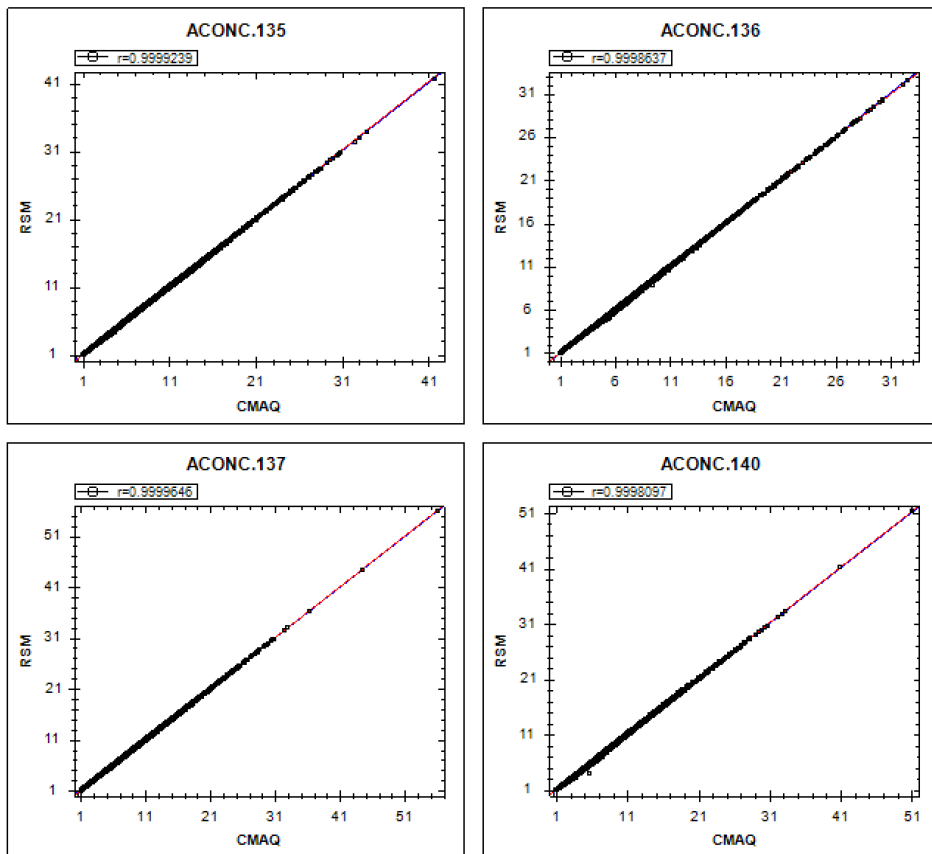 ACONC.135
r=0.9999239
41
31
21
11
1
RSM
1 11 21 31 41
CMAQ
ACONC.136
r=0.9998637
31
26
21
16
11
6
1
RSM
1 6 11 16 21 26 31
CMAQ
ACONC.137
r=0.9999646
51
41
31
21
11
1
RSM
1 11 21 31 41 51
CMAQ
ACONC.140
r=0.9998097
51
41
31
21
11
1
RSM
1 11 21 31 41 51
CMAQ